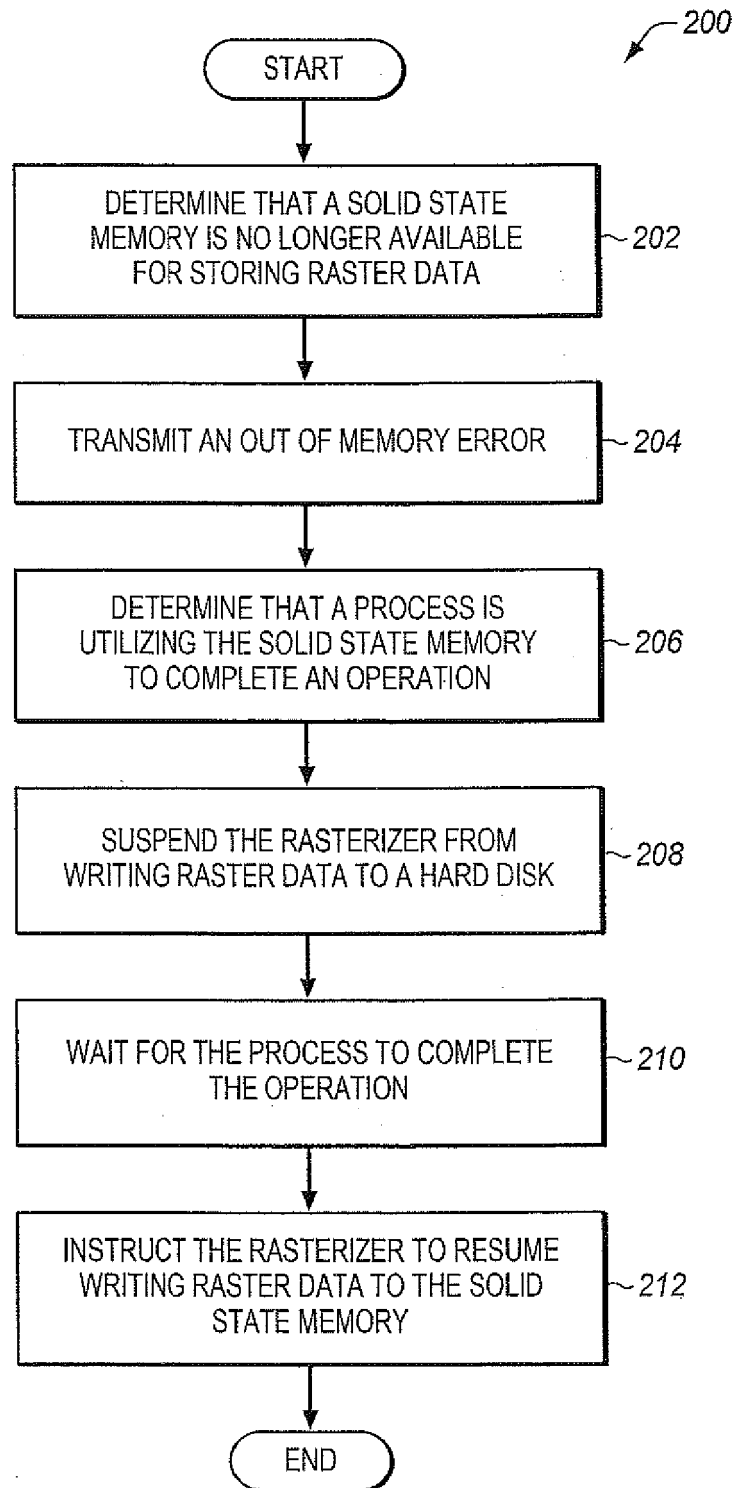 200
START
DETERMINE THAT A SOLID STATE
MEMORY IS NO LONGER AVAILABLE
FOR STORING RASTER DATA
202
TRANSMIT AN OUT OF MEMORY ERROR
204
DETERMINE THAT A PROCESS IS
UTILIZING THE SOLID STATE MEMORY
TO COMPLETE AN OPERATION
206
SUSPEND THE RASTERIZER FROM
WRITING RASTER DATA TO A HARD DISK
208
WAIT FOR THE PROCESS TO COMPLETE
THE OPERATION
210
INSTRUCT THE RASTERIZER TO RESUME
WRITING RASTER DATA TO THE SOLID
STATE MEMORY
212
END